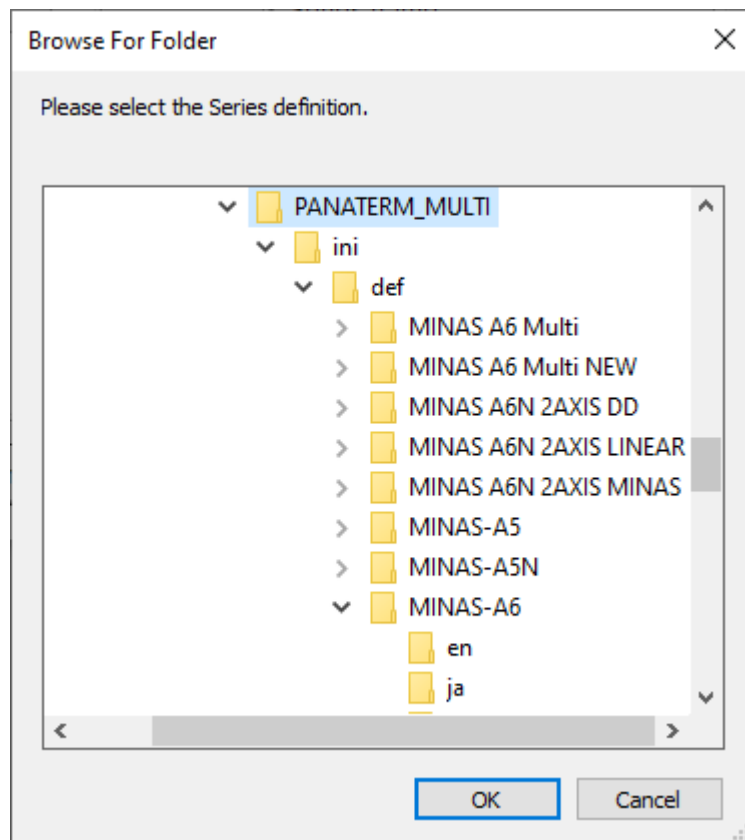 Browse For Folder
Please select the Series definition.
PANATERM_MULTI
ini
def
MINAS A6 Multi
MINAS A6 Multi NEW
MINAS A6N 2AXIS DD
MINAS A6N 2AXIS LINEAR
MINAS A6N 2AXIS MINAS
MINAS-A5
MINAS-A5N
MINAS-A6
en
ja
OK Cancel